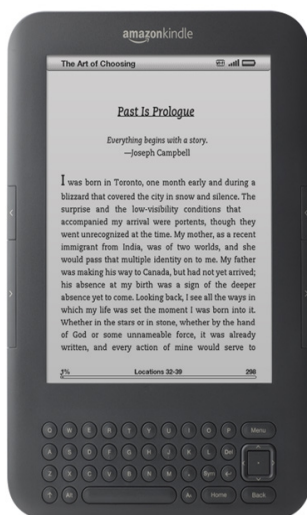 amazonkindle
The Art of Choosing
Past Is Prologue
Everything begins with a story.
—Joseph Campbell
I was born in Toronto, one month early and during a
blizzard that covered the city in snow and silence. The
surprise and the low-visibility conditions that
accompanied my arrival were portents, though they
went unrecognized at the time. My mother, as a recent
immigrant from India, was of two worlds, and she
would pass that multiple identity on to me. My father
was making his way to Canada, but had not yet arrived;
his absence at my birth was a sign of the deeper
absence yet to come. Looking back, I see all the ways in
which my life was set the moment I was born into it.
Whether in the stars or in stone, whether by the hand
of God or some unnameable force, it was already
written, and every action of mine would serve to
1% Locations 32-39 298
Q W E R T Y U I O P Menu
A S D F G H J K L Del
Z X C V B N M . Sym
Alt Aa Home Back